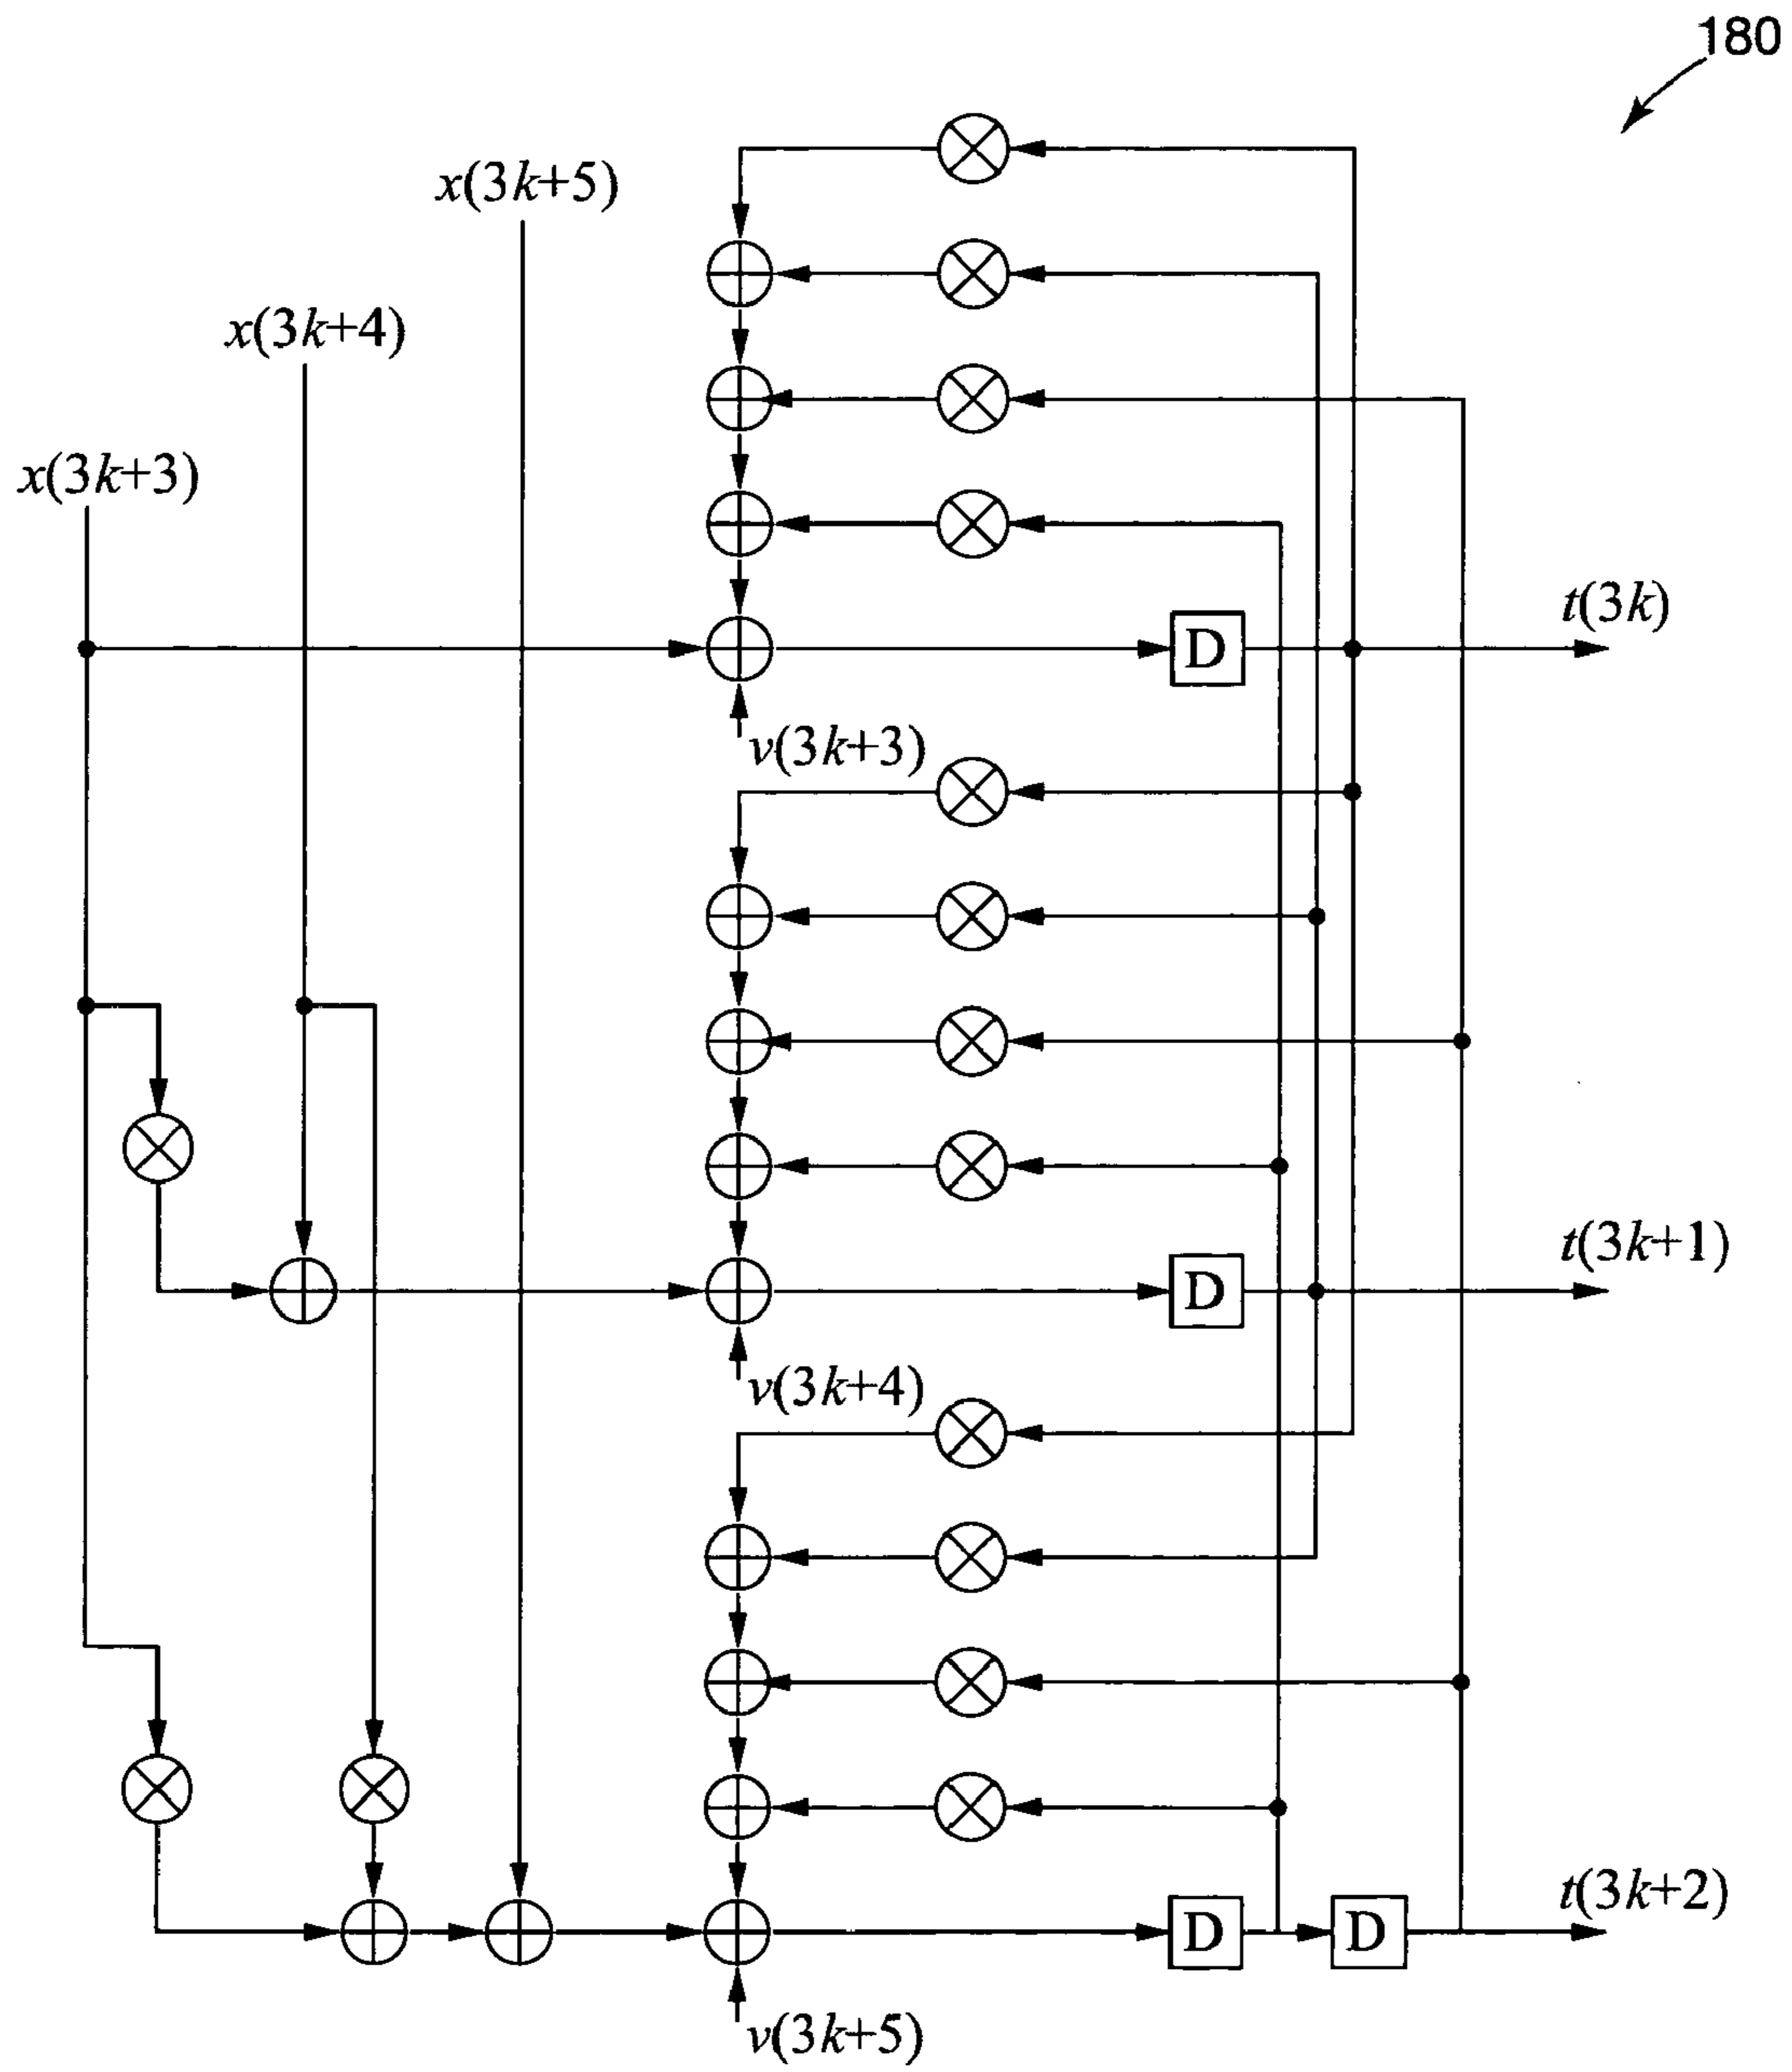 180
x(3k+5)
x(3k+4)
x(3k+3)
D
t(3k)
v(3k+3)
D
t(3k+1)
v(3k+4)
D
D
t(3k+2)
v(3k+5)